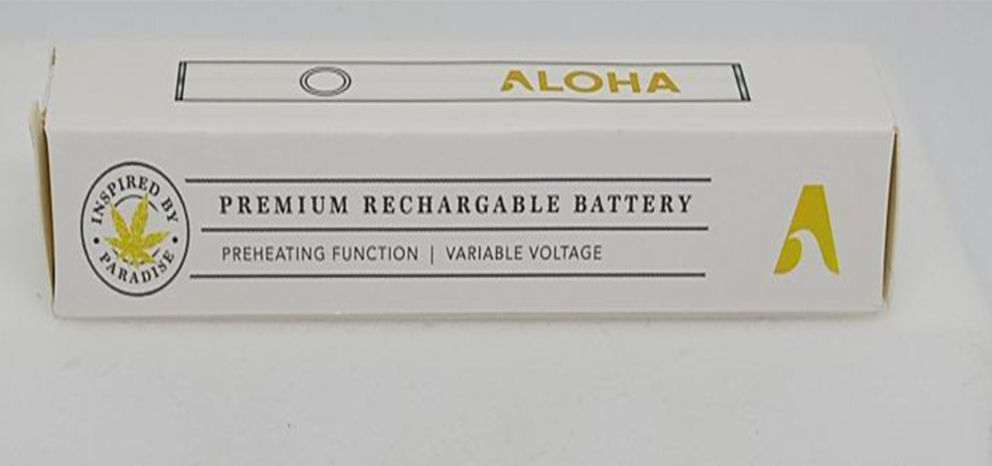 ALOHA
INSPIRED BY
PARADISE
PREMIUM RECHARGABLE BATTERY
PREHEATING FUNCTION | VARIABLE VOLTAGE
A